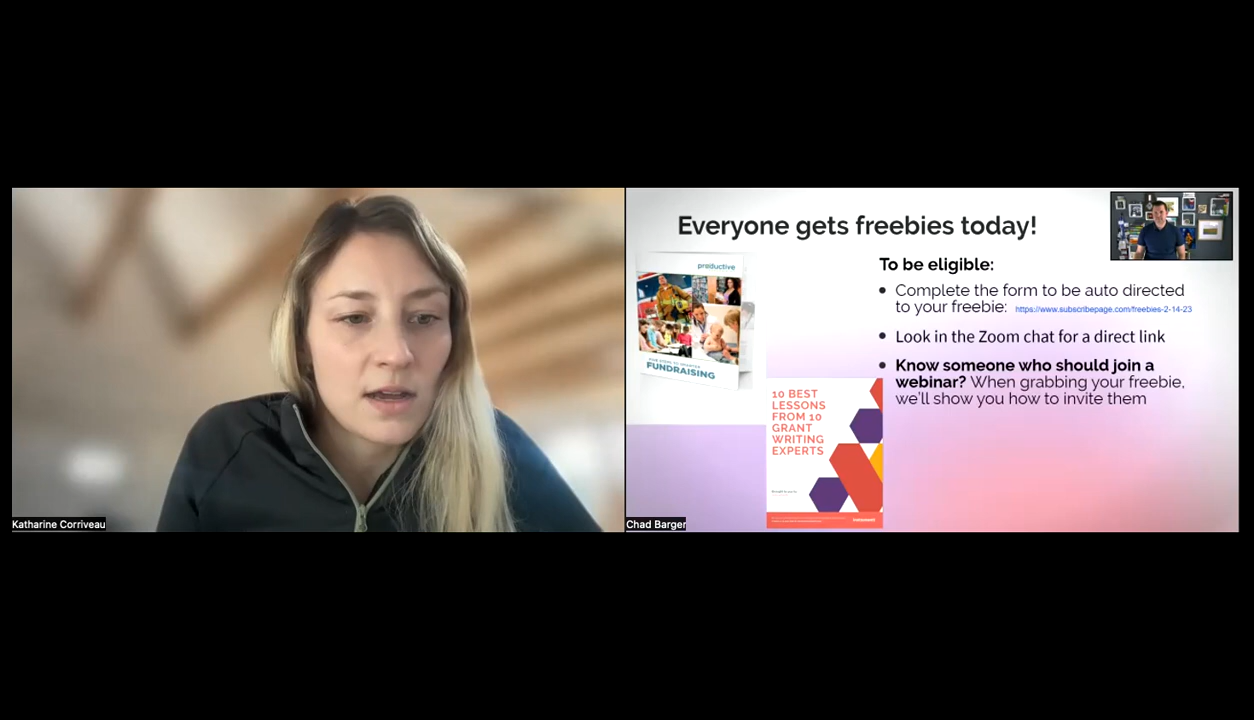 Everyone gets freebies today!
To be eligible:
Complete the form to be auto directed
to your freebie: https://www.subscribepage.com/freebies-2-14-23
Look in the Zoom chat for a direct link
Know someone who should join a
webinar? When grabbing your freebie,
we'll show you how to invite them
productive
FUNDRAISING
10 BEST
LESSONS
FROM 10
GRANT
WRITING
EXPERTS
Katharine Corriveau
Chad Barger